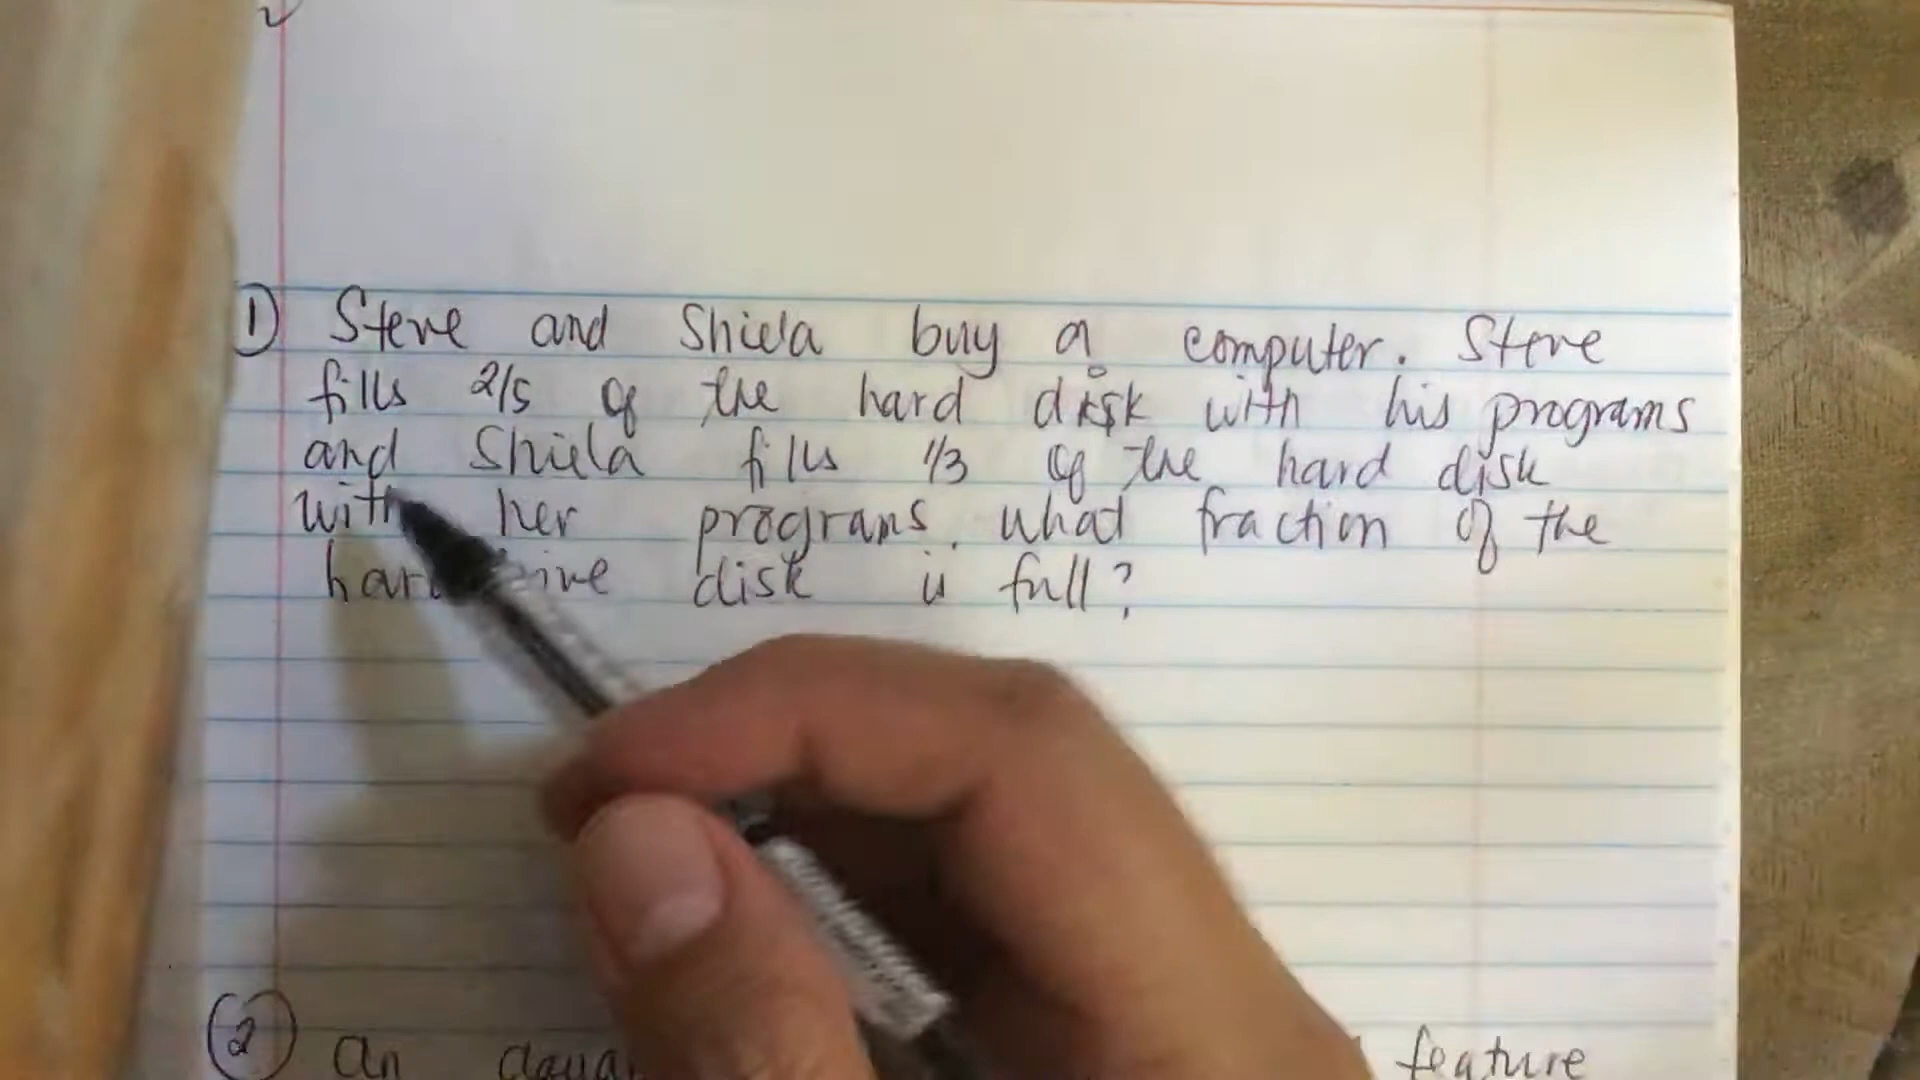 1) Steve and Shiela buy a computer. Steve
fills 2/5 of the hard disk with his programs
and Shiela fills 1/3 of the hard disk
with her programs. what fraction of the
disk is full?
2 an feature